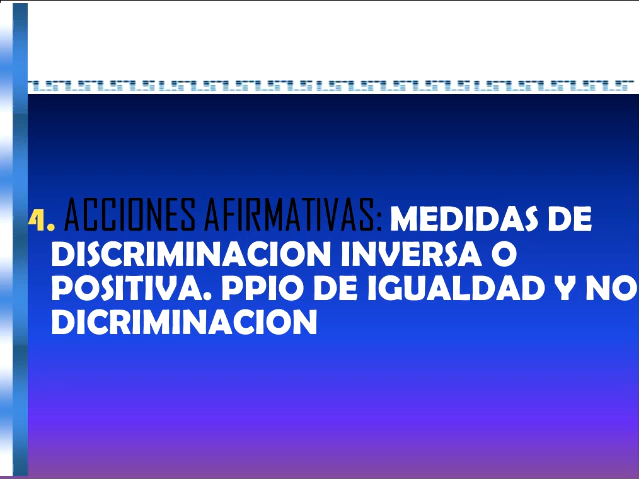 4. ACCIONES AFIRMATIVAS: MEDIDAS DE
DISCRIMINACION INVERSA O
POSITIVA. PPIO DE IGUALDAD Y NO
DICRIMINACION